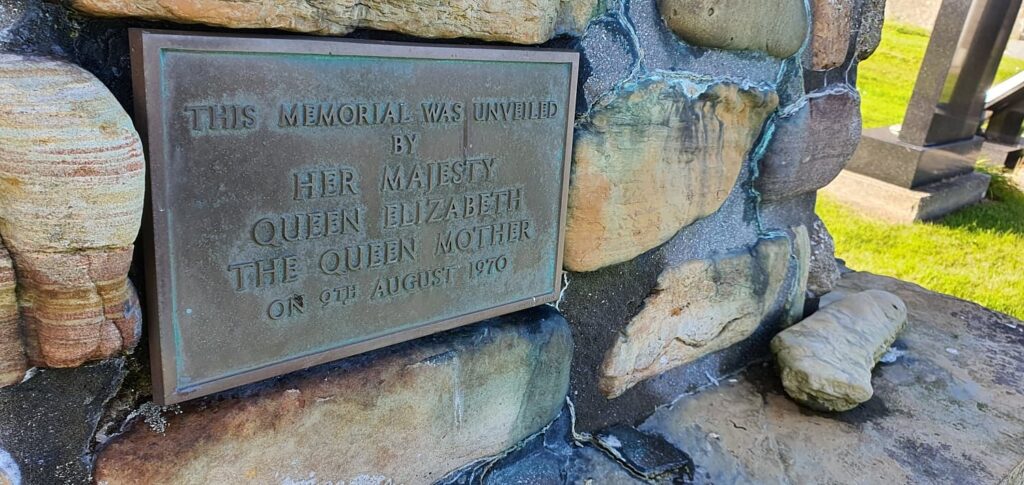 THIS MEMORIAL WAS UNVEILED
BY
HER MAJESTY
QUEEN ELIZABETH
THE QUEEN MOTHER
ON 9TH AUGUST 1970